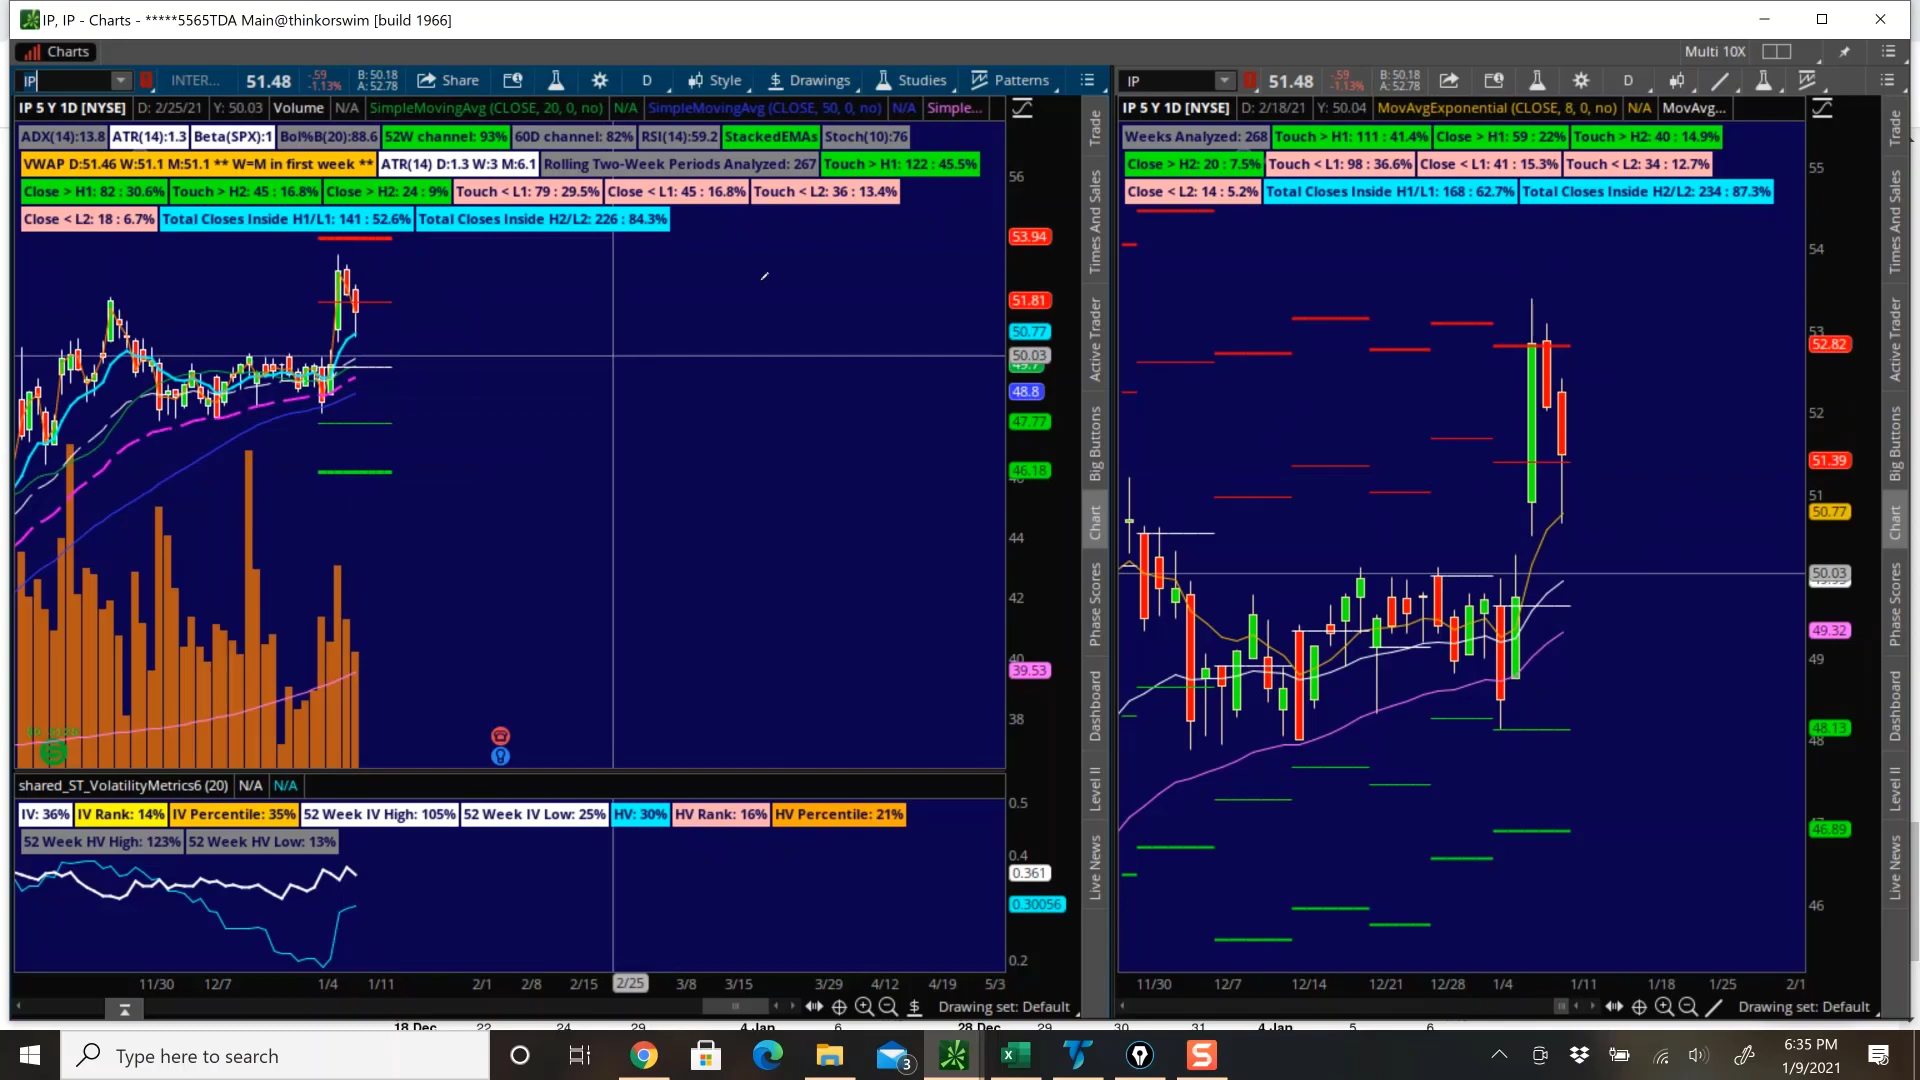 IP, IP - Charts - *****5565TDA Main@thinkorswim [build 1966]
Charts
Multi 10X
IP INTER... 51.48 -.59 -1.13% B: 50.18 A: 52.78 Share D Style Drawings Studies Patterns
IP 51.48 -.59 -1.13% B: 50.18 A: 52.78 D
IP 5 Y 1D [NYSE] D: 2/25/21 Y: 50.03 Volume N/A SimpleMovingAvg (CLOSE, 20, 0, no) N/A SimpleMovingAvg (CLOSE, 50, 0, no) N/A Simple...
ADX(14):13.8 ATR(14):1.3 Beta(SPX):1 Bol%B(20):88.6 52W channel: 93% 60D channel: 82% RSI(14):59.2 StackedEMAs Stoch(10):76
VWAP D:51.46 W:51.1 M:51.1 ** W=M in first week ** ATR(14) D:1.3 W:3 M:6.1 Rolling Two-Week Periods Analyzed: 267 Touch > H1: 122 : 45.5%
Close > H1: 82 : 30.6% Touch > H2: 45 : 16.8% Close > H2: 24 : 9% Touch < L1: 79 : 29.5% Close < L1: 45 : 16.8% Touch < L2: 36 : 13.4%
Close < L2: 18 : 6.7% Total Closes Inside H1/L1: 141 : 52.6% Total Closes Inside H2/L2: 226 : 84.3%
56
53.94
51.81
50.77
50.03
48.8
47.77
46.18
44
42
40
39.53
38
Trade
Times And Sales
Active Trader
Big Buttons
Chart
Phase Scores
Dashboard
Level II
Live News
shared_ST_VolatilityMetrics6 (20) N/A N/A
IV: 36% IV Rank: 14% IV Percentile: 35% 52 Week IV High: 105% 52 Week IV Low: 25% HV: 30% HV Rank: 16% HV Percentile: 21%
52 Week HV High: 123% 52 Week HV Low: 13%
0.5
0.4
0.361
0.30056
0.2
11/30 12/7 1/4 1/11 2/1 2/8 2/15 2/25 3/8 3/15 3/29 4/12 4/19 5/3
Drawing set: Default
IP 5 Y 1D [NYSE] D: 2/18/21 Y: 50.04 MovAvgExponential (CLOSE, 8, 0, no) N/A MovAvg...
Weeks Analyzed: 268 Touch > H1: 111 : 41.4% Close > H1: 59 : 22% Touch > H2: 40 : 14.9%
Close > H2: 20 : 7.5% Touch < L1: 98 : 36.6% Close < L1: 41 : 15.3% Touch < L2: 34 : 12.7%
Close < L2: 14 : 5.2% Total Closes Inside H1/L1: 168 : 62.7% Total Closes Inside H2/L2: 234 : 87.3%
55
54
53
52.82
52
51.39
51
50.77
50.03
49.32
49
48.13
48
46.89
46
Trade
Times And Sales
Active Trader
Big Buttons
Chart
Phase Scores
Dashboard
Level II
Live News
11/30 12/7 12/14 12/21 12/28 1/4 1/11 1/18 1/25 2/1
Drawing set: Default
18 Dec 22 24 29 4 Jan 6 28 Dec 29 30 31 4 Jan 5 6
Type here to search
3
6:35 PM
1/9/2021